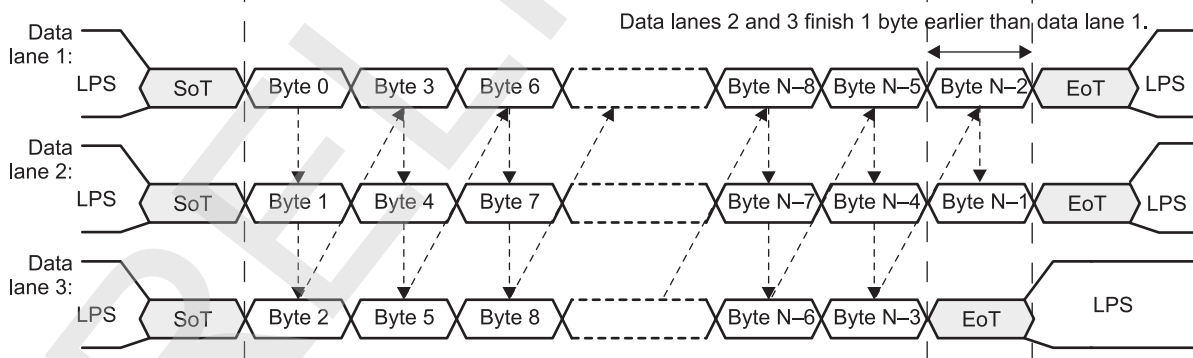 Data lanes 2 and 3 finish 1 byte earlier than data lane 1.
Data
lane 1:
LPS SoT Byte 0 Byte 3 Byte 6 Byte N–8 Byte N–5 Byte N–2 EoT LPS
Data
lane 2:
LPS SoT Byte 1 Byte 4 Byte 7 Byte N–7 Byte N–4 Byte N–1 EoT LPS
Data
lane 3:
LPS SoT Byte 2 Byte 5 Byte 8 Byte N–6 Byte N–3 EoT LPS